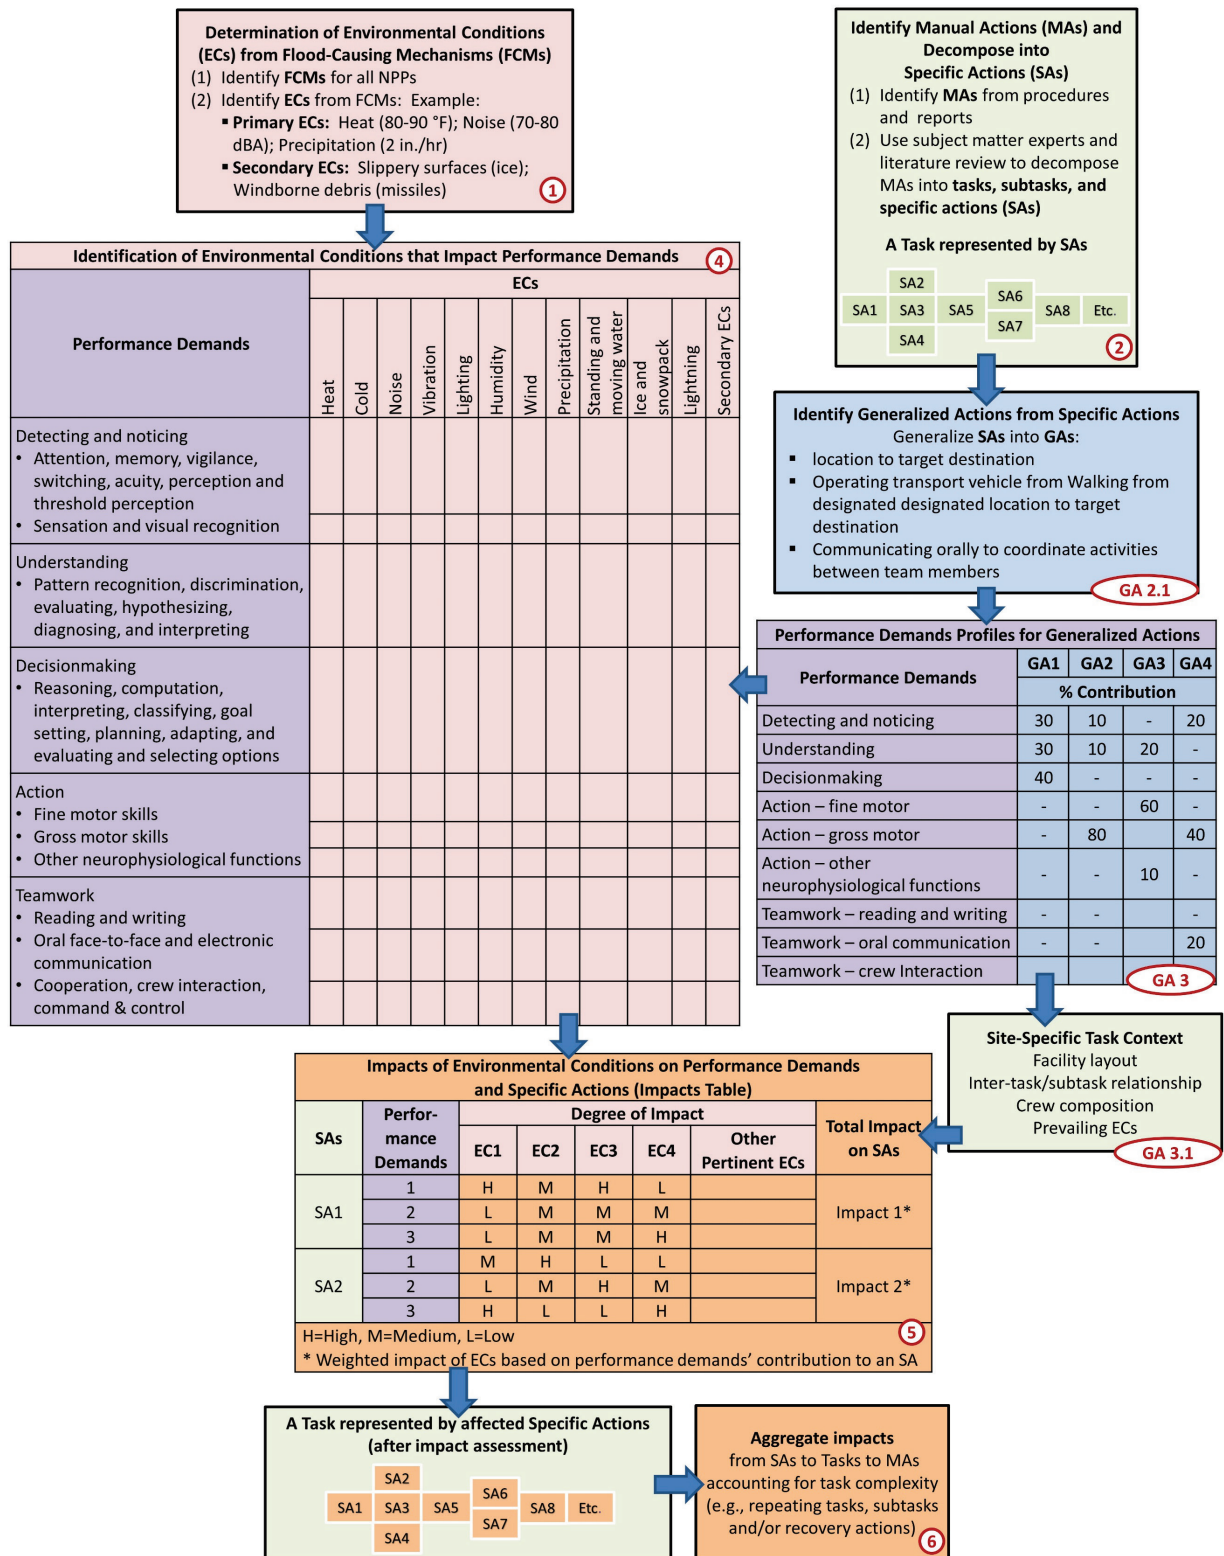 Determination of Environmental Conditions
(ECs) from Flood-Causing Mechanisms (FCMs)
(1) Identify FCMs for all NPPs
(2) Identify ECs from FCMs: Example:
▪ Primary ECs: Heat (80-90 °F); Noise (70-80
dBA); Precipitation (2 in./hr)
▪ Secondary ECs: Slippery surfaces (ice);
Windborne debris (missiles)
1
Identify Manual Actions (MAs) and
Decompose into
Specific Actions (SAs)
(1) Identify MAs from procedures
and reports
(2) Use subject matter experts and
literature review to decompose
MAs into tasks, subtasks, and
specific actions (SAs)
A Task represented by SAs
SA1
SA2
SA3
SA4
SA5
SA6
SA7
SA8
Etc.
2
Identification of Environmental Conditions that Impact Performance Demands
4
Performance Demands
ECs
Heat
Cold
Noise
Vibration
Lighting
Humidity
Wind
Precipitation
Standing and
moving water
Ice and
snowpack
Lightning
Secondary ECs
Detecting and noticing
• Attention, memory, vigilance,
switching, acuity, perception and
threshold perception
• Sensation and visual recognition
Understanding
• Pattern recognition, discrimination,
evaluating, hypothesizing,
diagnosing, and interpreting
Decisionmaking
• Reasoning, computation,
interpreting, classifying, goal
setting, planning, adapting, and
evaluating and selecting options
Action
• Fine motor skills
• Gross motor skills
• Other neurophysiological functions
Teamwork
• Reading and writing
• Oral face-to-face and electronic
communication
• Cooperation, crew interaction,
command & control
Identify Generalized Actions from Specific Actions
Generalize SAs into GAs:
▪ location to target destination
▪ Operating transport vehicle from Walking from
designated designated location to target
destination
▪ Communicating orally to coordinate activities
between team members
GA 2.1
Performance Demands Profiles for Generalized Actions
Performance Demands
GA1 GA2 GA3 GA4
% Contribution
Detecting and noticing 30 10 - 20
Understanding 30 10 20 -
Decisionmaking 40 - - -
Action – fine motor - - 60 -
Action – gross motor - 80 40
Action – other
neurophysiological functions - - 10 -
Teamwork – reading and writing - - -
Teamwork – oral communication - - 20
Teamwork – crew Interaction
GA 3
Site-Specific Task Context
Facility layout
Inter-task/subtask relationship
Crew composition
Prevailing ECs
GA 3.1
Impacts of Environmental Conditions on Performance Demands
and Specific Actions (Impacts Table)
SAs
Perfor-
mance
Demands
Degree of Impact
EC1 EC2 EC3 EC4
Other
Pertinent ECs
Total Impact
on SAs
SA1
1 H M H L
2 L M M M
3 L M M H
Impact 1*
SA2
1 M H L L
2 L M H M
3 H L L H
Impact 2*
H=High, M=Medium, L=Low
* Weighted impact of ECs based on performance demands’ contribution to an SA
5
A Task represented by affected Specific Actions
(after impact assessment)
SA1
SA2
SA3
SA4
SA5
SA6
SA7
SA8
Etc.
Aggregate impacts
from SAs to Tasks to MAs
accounting for task complexity
(e.g., repeating tasks, subtasks
and/or recovery actions)
6